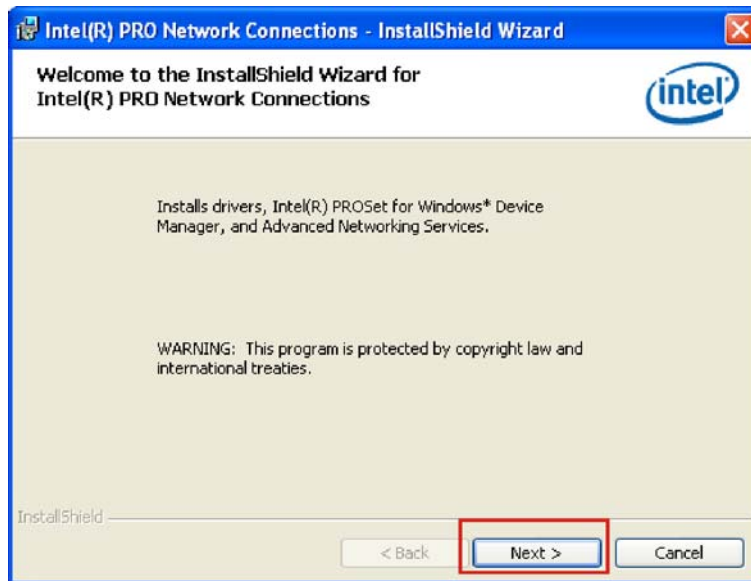 Intel(R) PRO Network Connections - InstallShield Wizard
Welcome to the InstallShield Wizard for
Intel(R) PRO Network Connections
intel
Installs drivers, Intel(R) PROSet for Windows* Device
Manager, and Advanced Networking Services.
WARNING: This program is protected by copyright law and
international treaties.
InstallShield
< Back
Next >
Cancel